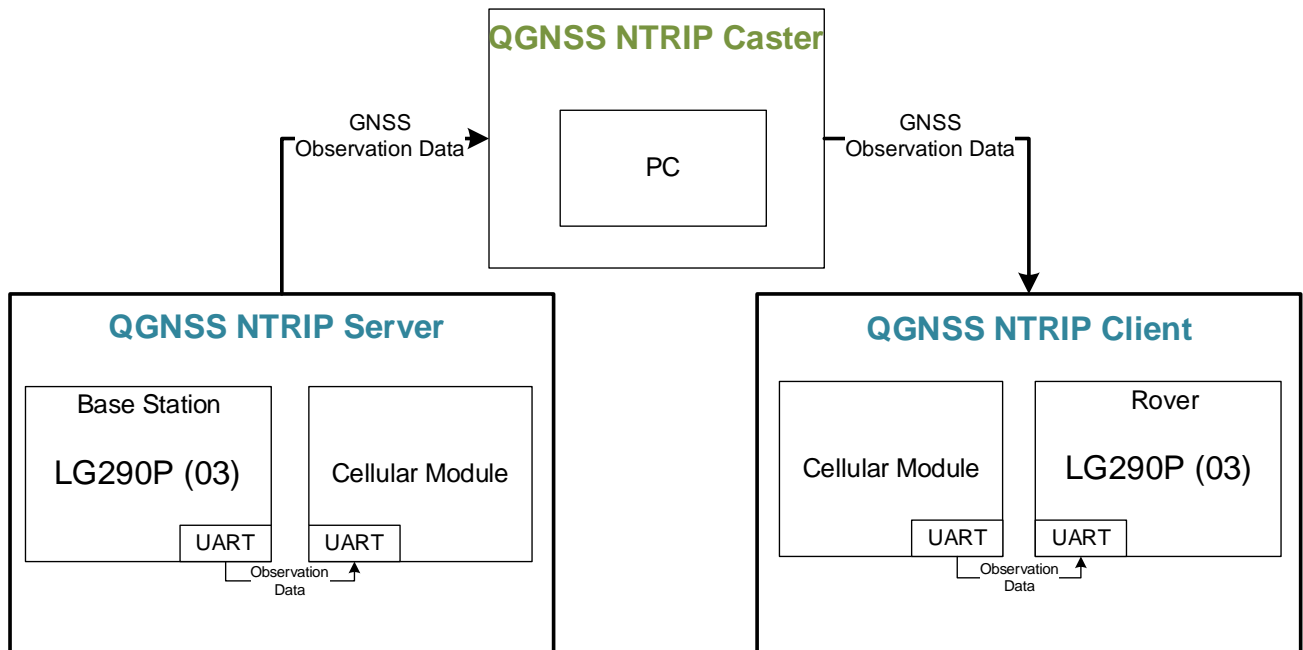 QGNSS NTRIP Caster
PC
GNSS
Observation Data
GNSS
Observation Data
QGNSS NTRIP Server
Base Station
LG290P (03)
UART
Cellular Module
UART
Observation
Data
QGNSS NTRIP Client
Cellular Module
UART
Rover
LG290P (03)
UART
Observation
Data